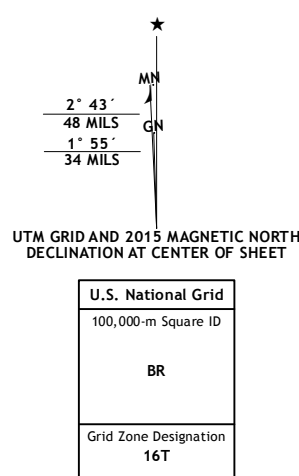 ★
MN
2° 43´
48 MILS
GN
1° 55´
34 MILS
UTM GRID AND 2015 MAGNETIC NORTH
DECLINATION AT CENTER OF SHEET
U.S. National Grid
100,000-m Square ID
BR
Grid Zone Designation
16T